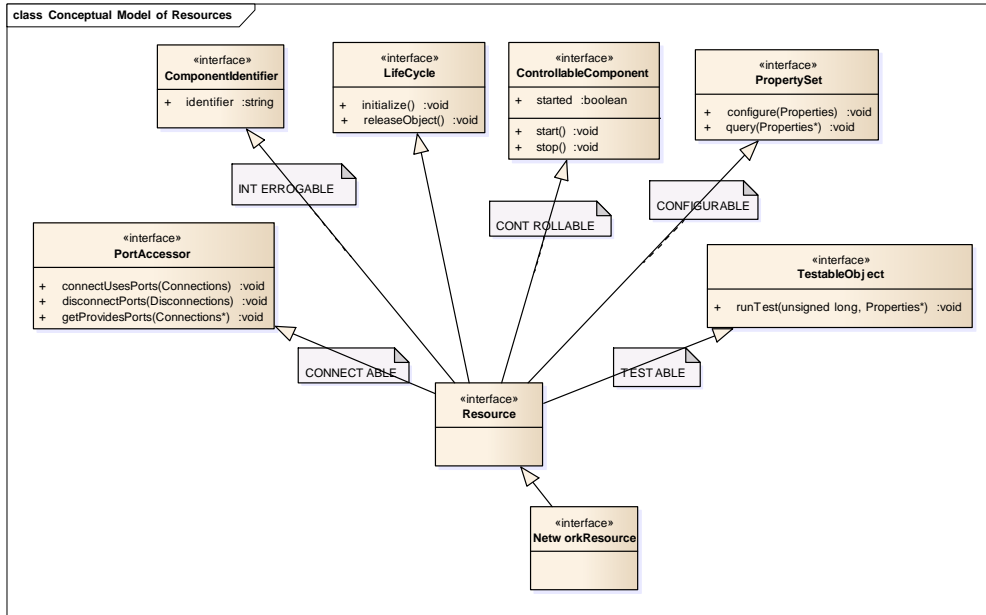 class Conceptual Model of Resources
«interface»
ComponentIdentifier
+ identifier :string
«interface»
LifeCycle
+ initialize() :void
+ releaseObject() :void
«interface»
ControllableComponent
+ started :boolean
+ start() :void
+ stop() :void
«interface»
PropertySet
+ configure(Properties) :void
+ query(Properties*) :void
INT ERROGABLE
CONT ROLLABLE
CONFIGURABLE
«interface»
PortAccessor
+ connectUsesPorts(Connections) :void
+ disconnectPorts(Disconnections) :void
+ getProvidesPorts(Connections*) :void
«interface»
TestableObj ect
+ runTest(unsigned long, Properties*) :void
CONNECT ABLE
TEST ABLE
«interface»
Resource
«interface»
Netw orkResource